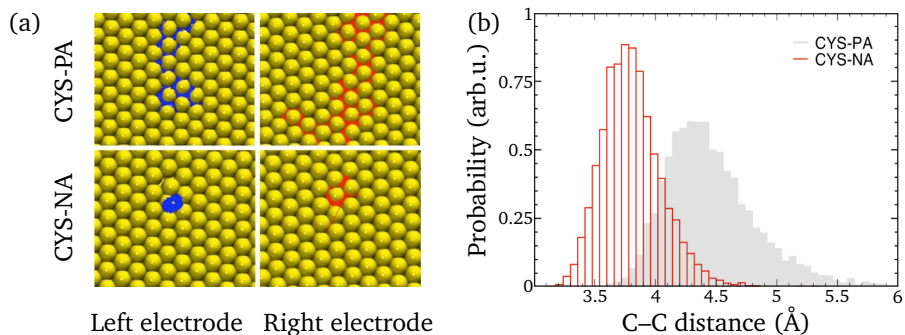 (a)
CYS-PA
CYS-NA
Left electrode
Right electrode
(b)
Probability (arb.u.)
1
0.75
0.5
0.25
0
3.5
4
4.5
5
5.5
6
C–C distance (Å)
CYS-PA
CYS-NA